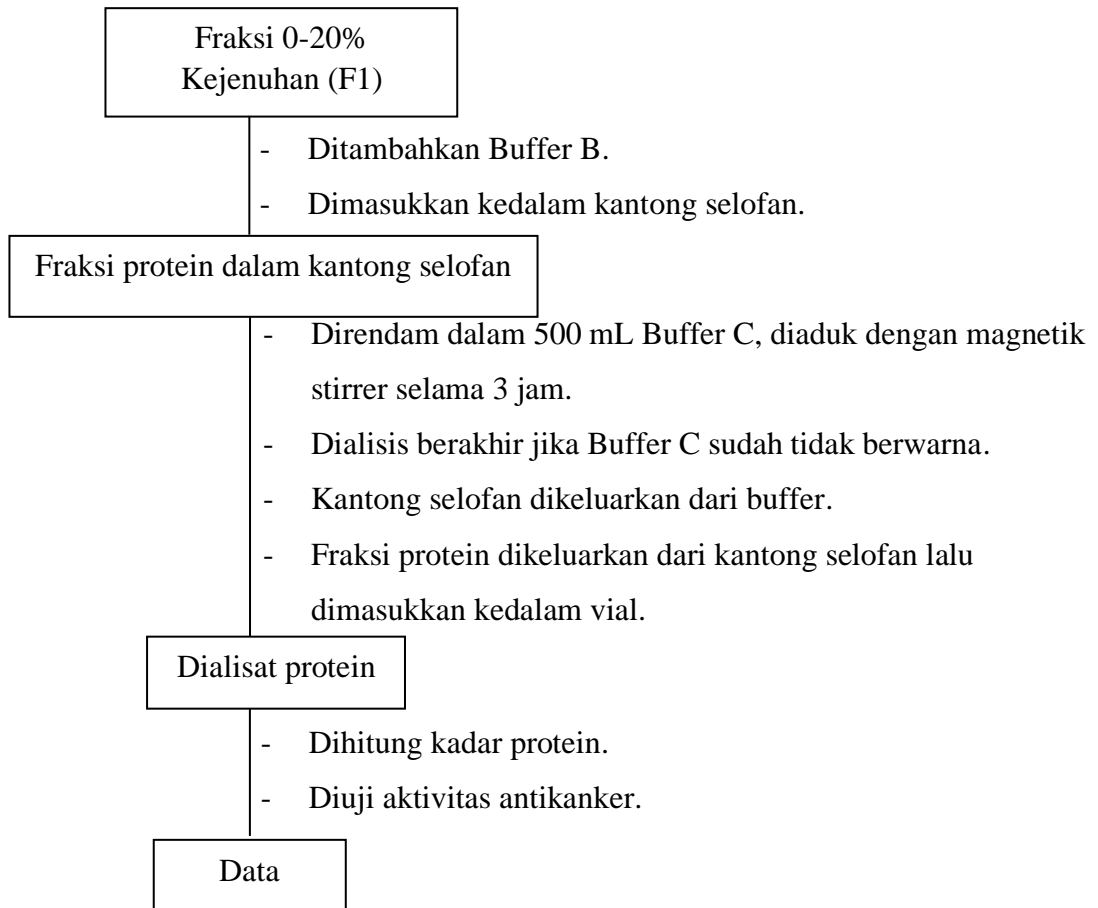 Fraksi 0-20%
Kejenuhan (F1)
- Ditambahkan Buffer B.
- Dimasukkan kedalam kantong selofan.
Fraksi protein dalam kantong selofan
- Direndam dalam 500 mL Buffer C, diaduk dengan magnetik
stirrer selama 3 jam.
- Dialisis berakhir jika Buffer C sudah tidak berwarna.
- Kantong selofan dikeluarkan dari buffer.
- Fraksi protein dikeluarkan dari kantong selofan lalu
dimasukkan kedalam vial.
Dialisat protein
- Dihitung kadar protein.
- Diuji aktivitas antikanker.
Data